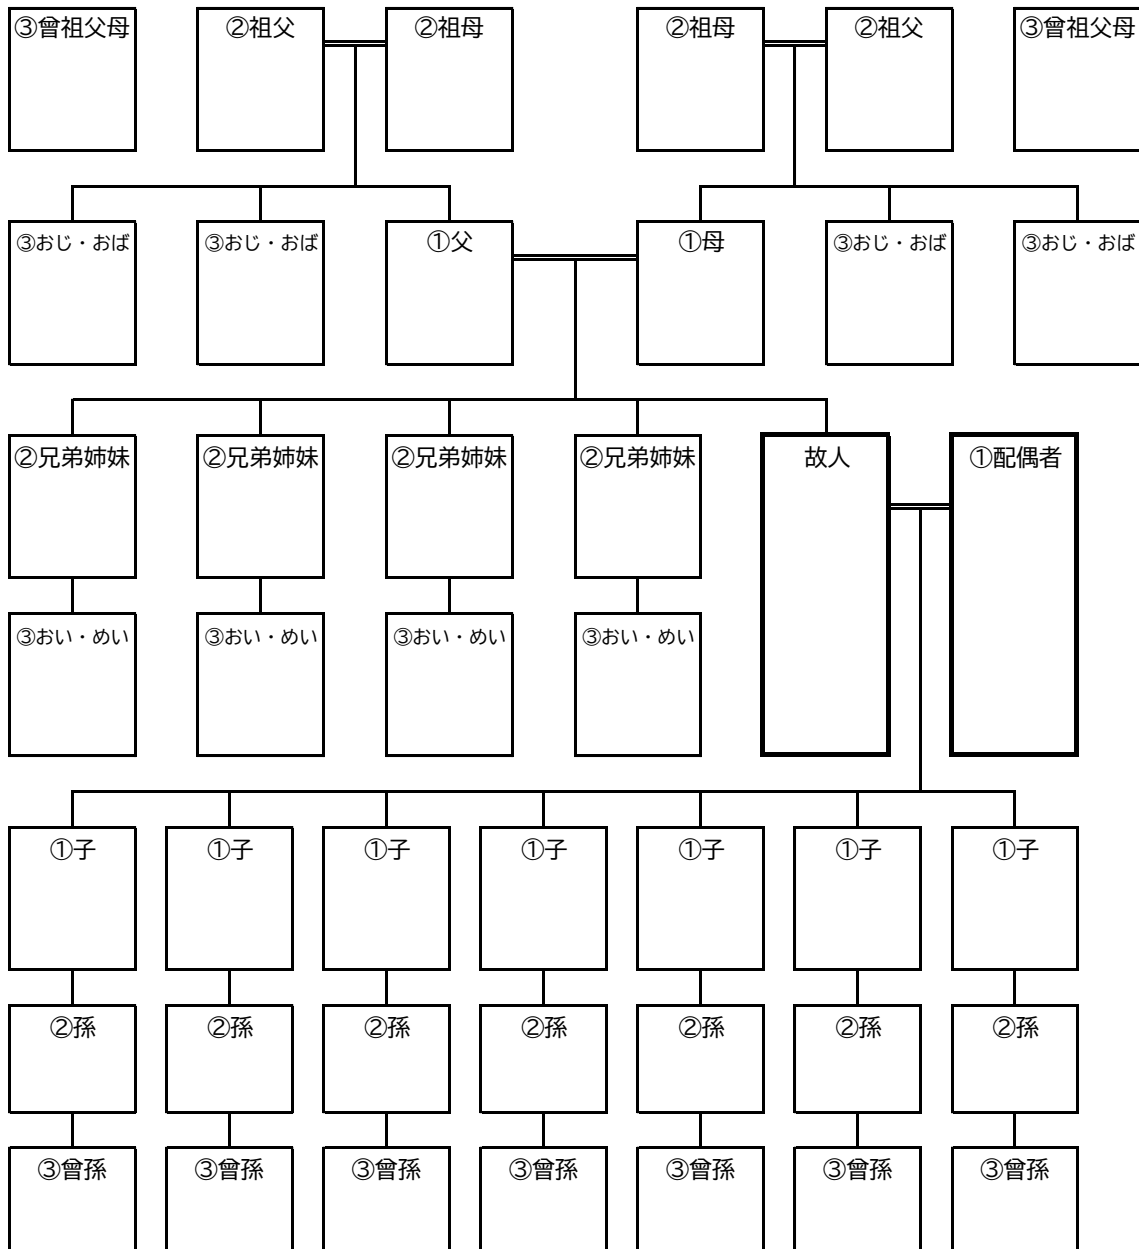 ③曾祖父母
②祖父
②祖母
②祖母
②祖父
③曾祖父母
③おじ・おば
③おじ・おば
①父
①母
③おじ・おば
③おじ・おば
②兄弟姉妹
②兄弟姉妹
②兄弟姉妹
②兄弟姉妹
故人
①配偶者
③おい・めい
③おい・めい
③おい・めい
③おい・めい
①子
①子
①子
①子
①子
①子
①子
②孫
②孫
②孫
②孫
②孫
②孫
②孫
③曾孫
③曾孫
③曾孫
③曾孫
③曾孫
③曾孫
③曾孫